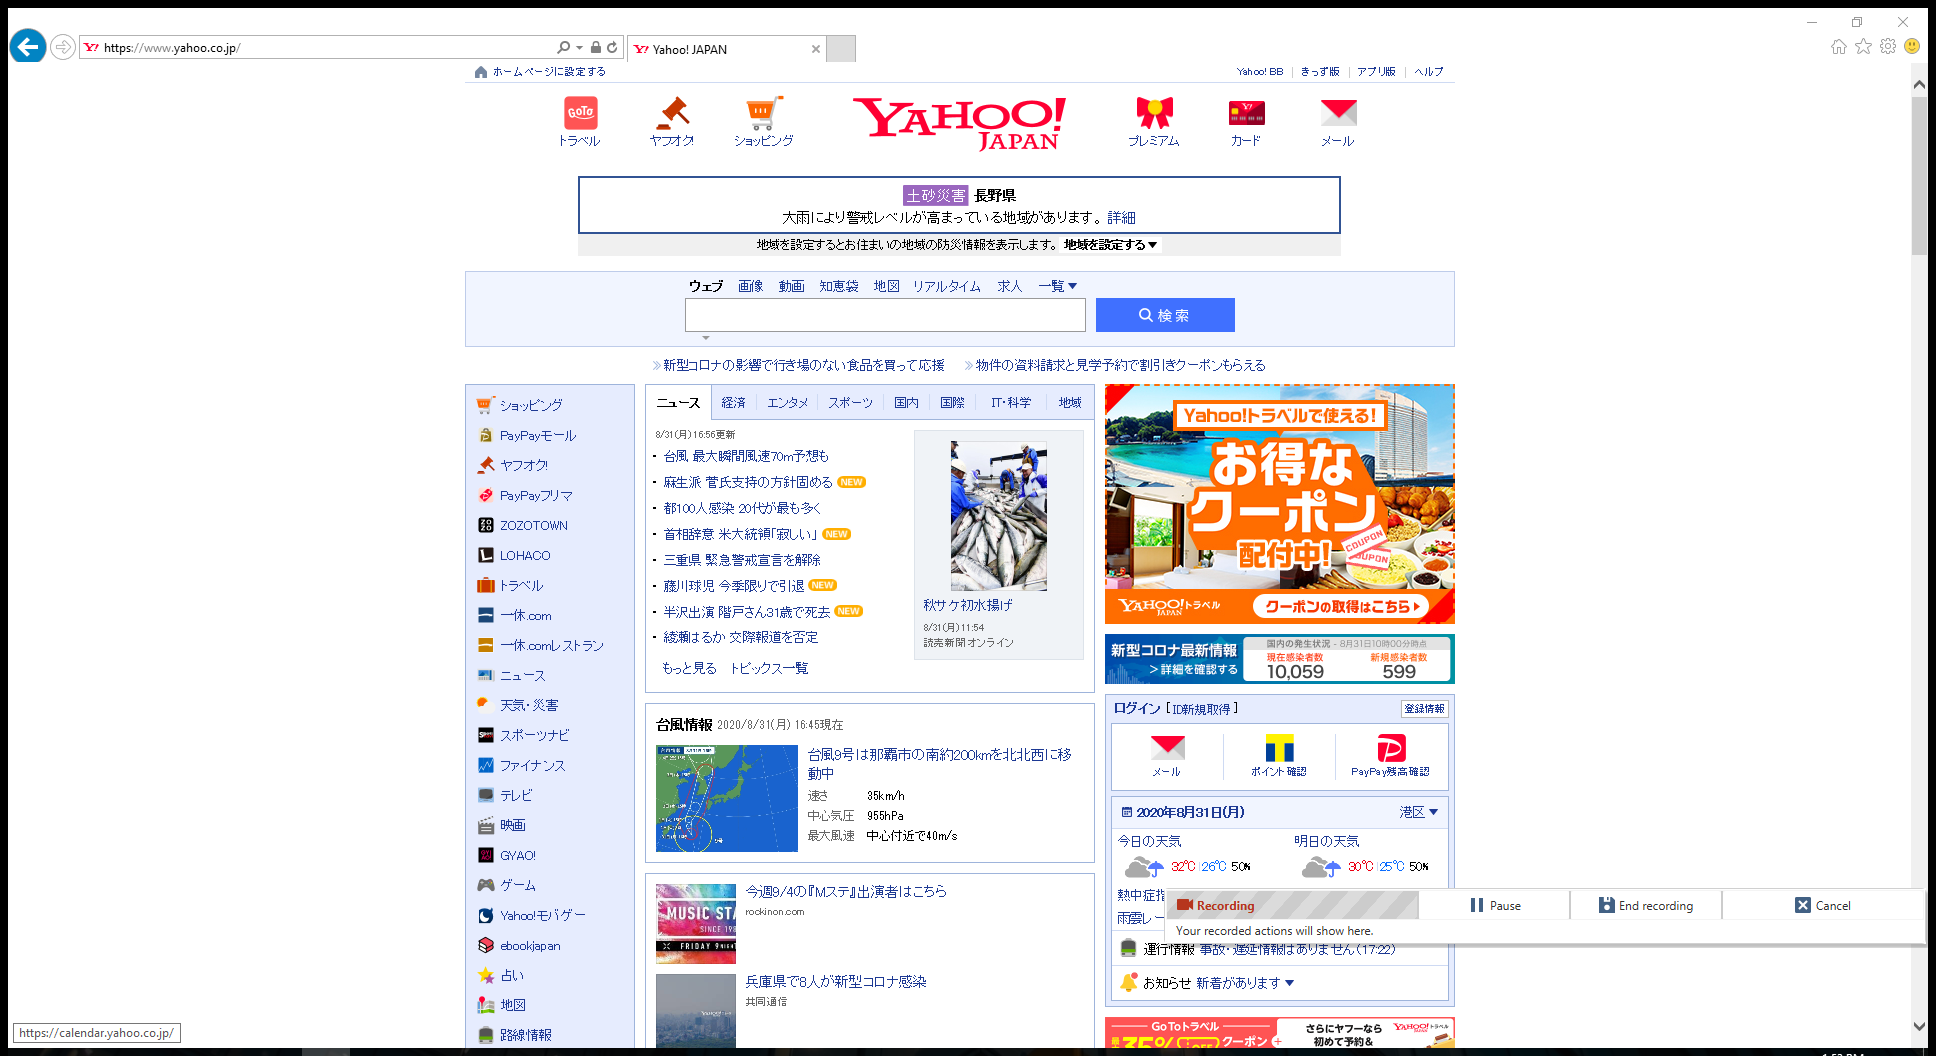 https://www.yahoo.co.jp/
Yahoo! JAPAN
ホームページに設定する
Yahoo! BB
きっず版
アプリ版
ヘルプ
GoTo
トラベル
ヤフオク!
ショッピング
YAHOO!
JAPAN
プレミアム
カード
メール
土砂災害 長野県
大雨により警戒レベルが高まっている地域があります。 詳細
地域を設定するとお住まいの地域の防災情報を表示します。 地域を設定する▼
ウェブ 画像 動画 知恵袋 地図 リアルタイム 求人 一覧▼
検索
新型コロナの影響で行き場のない食品を買って応援
物件の資料請求と見学予約で割引きクーポンもらえる
ショッピング
PayPayモール
ヤフオク!
PayPayフリマ
ZOZOTOWN
LOHACO
トラベル
一休.com
一休.comレストラン
ニュース
天気・災害
スポーツナビ
ファイナンス
テレビ
映画
GYAO!
ゲーム
Yahoo!モバゲー
ebookjapan
占い
地図
路線情報
ニュース 経済 エンタメ スポーツ 国内 国際 IT・科学 地域
8/31(月)16:56更新
台風 最大瞬間風速70m予想も
麻生派 菅氏支持の方針固める NEW
都100人感染 20代が最も多く
首相辞意 米大統領「寂しい」 NEW
三重県 緊急警戒宣言を解除
藤川球児 今季限りで引退 NEW
半沢出演 階戸さん31歳で死去 NEW
綾瀬はるか 交際報道を否定
もっと見る トピックス一覧
秋サケ初水揚げ
8/31(月)11:54
読売新聞オンライン
台風情報 2020/8/31(月) 16:45現在
台風9号は那覇市の南約200kmを北北西に移
動中
速さ 35km/h
中心気圧 955hPa
最大風速 中心付近で40m/s
今週9/4の『Mステ』出演者はこちら
rockinon.com
MUSIC STA
SINCE 198
FRIDAY 9NIGHT
兵庫県で8人が新型コロナ感染
共同通信
Yahoo!トラベルで使える!
お得な
クーポン
配付中!
COUPON
COUPON
YAHOO!トラベル
JAPAN
クーポンの取得はこちら
新型コロナ最新情報
>詳細を確認する
国内の発生状況 - 8月31日10時00分時点
現在感染者数 新規感染者数
10,059 599
ログイン [ID新規取得]
登録情報
メール
ポイント確認
PayPay残高確認
2020年8月31日(月)
港区▼
今日の天気
32℃ 26℃ 50%
明日の天気
30℃ 25℃ 50%
熱中症指
雨雲レー
Recording
Pause
End recording
Cancel
Your recorded actions will show here.
運行情報 事故・遅延情報はありません(17:22)
お知らせ 新着があります▼
GoToトラベル
35% OFF クーポン+
さらにヤフーなら
初めて予約&
YAHOO!トラベル
https://calendar.yahoo.co.jp/